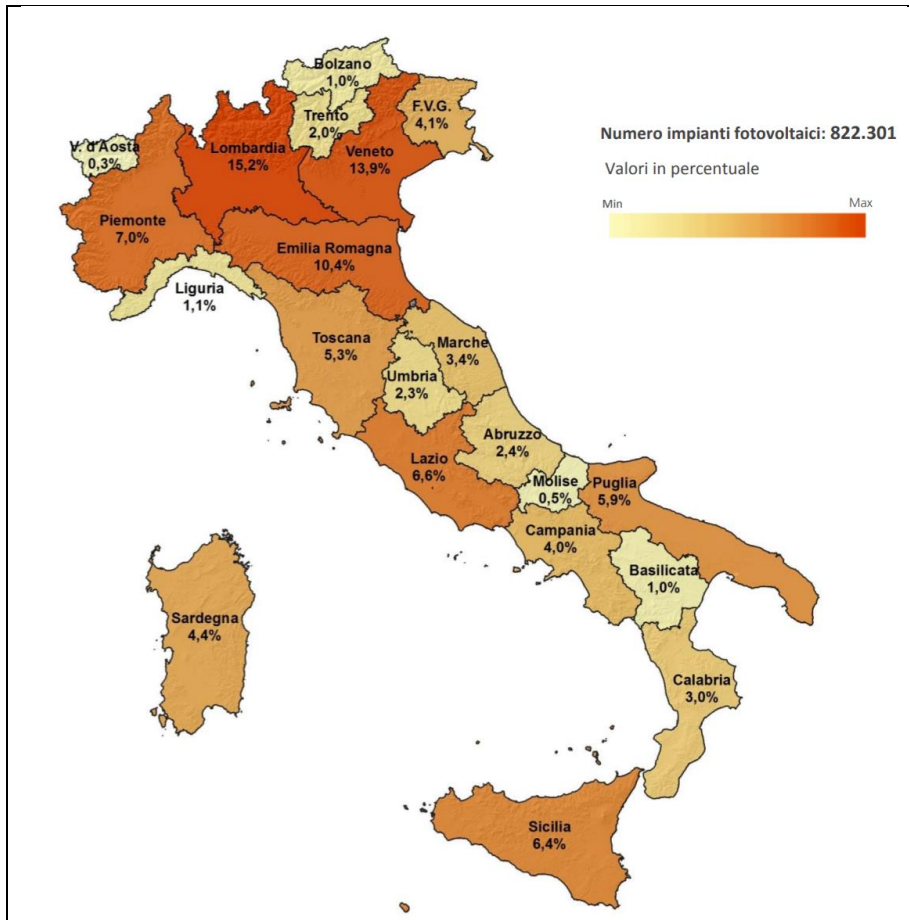 Bolzano
1,0%
Trento
2,0%
F.V.G.
4,1%
V. d'Aosta
0,3%
Lombardia
15,2%
Veneto
13,9%
Numero impianti fotovoltaici: 822.301
Valori in percentuale
Min
Max
Piemonte
7,0%
Emilia Romagna
10,4%
Liguria
1,1%
Toscana
5,3%
Marche
3,4%
Umbria
2,3%
Abruzzo
2,4%
Lazio
6,6%
Molise
0,5%
Puglia
5,9%
Campania
4,0%
Basilicata
1,0%
Sardegna
4,4%
Calabria
3,0%
Sicilia
6,4%